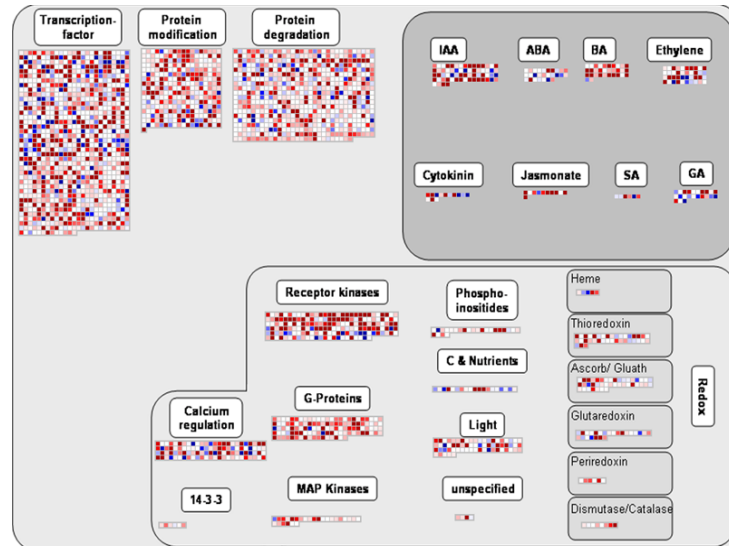 Transcription-
factor
Protein
modification
Protein
degradation
IAA
ABA
BA
Ethylene
Cytokinin
Jasmonate
SA
GA
Receptor kinases
Phospho-
inositides
C & Nutrients
Calcium
regulation
G-Proteins
Light
14-3-3
MAP Kinases
unspecified
Heme
Thioredoxin
Ascorb/ Gluath
Glutaredoxin
Periredoxin
Dismutase/Catalase
Redox